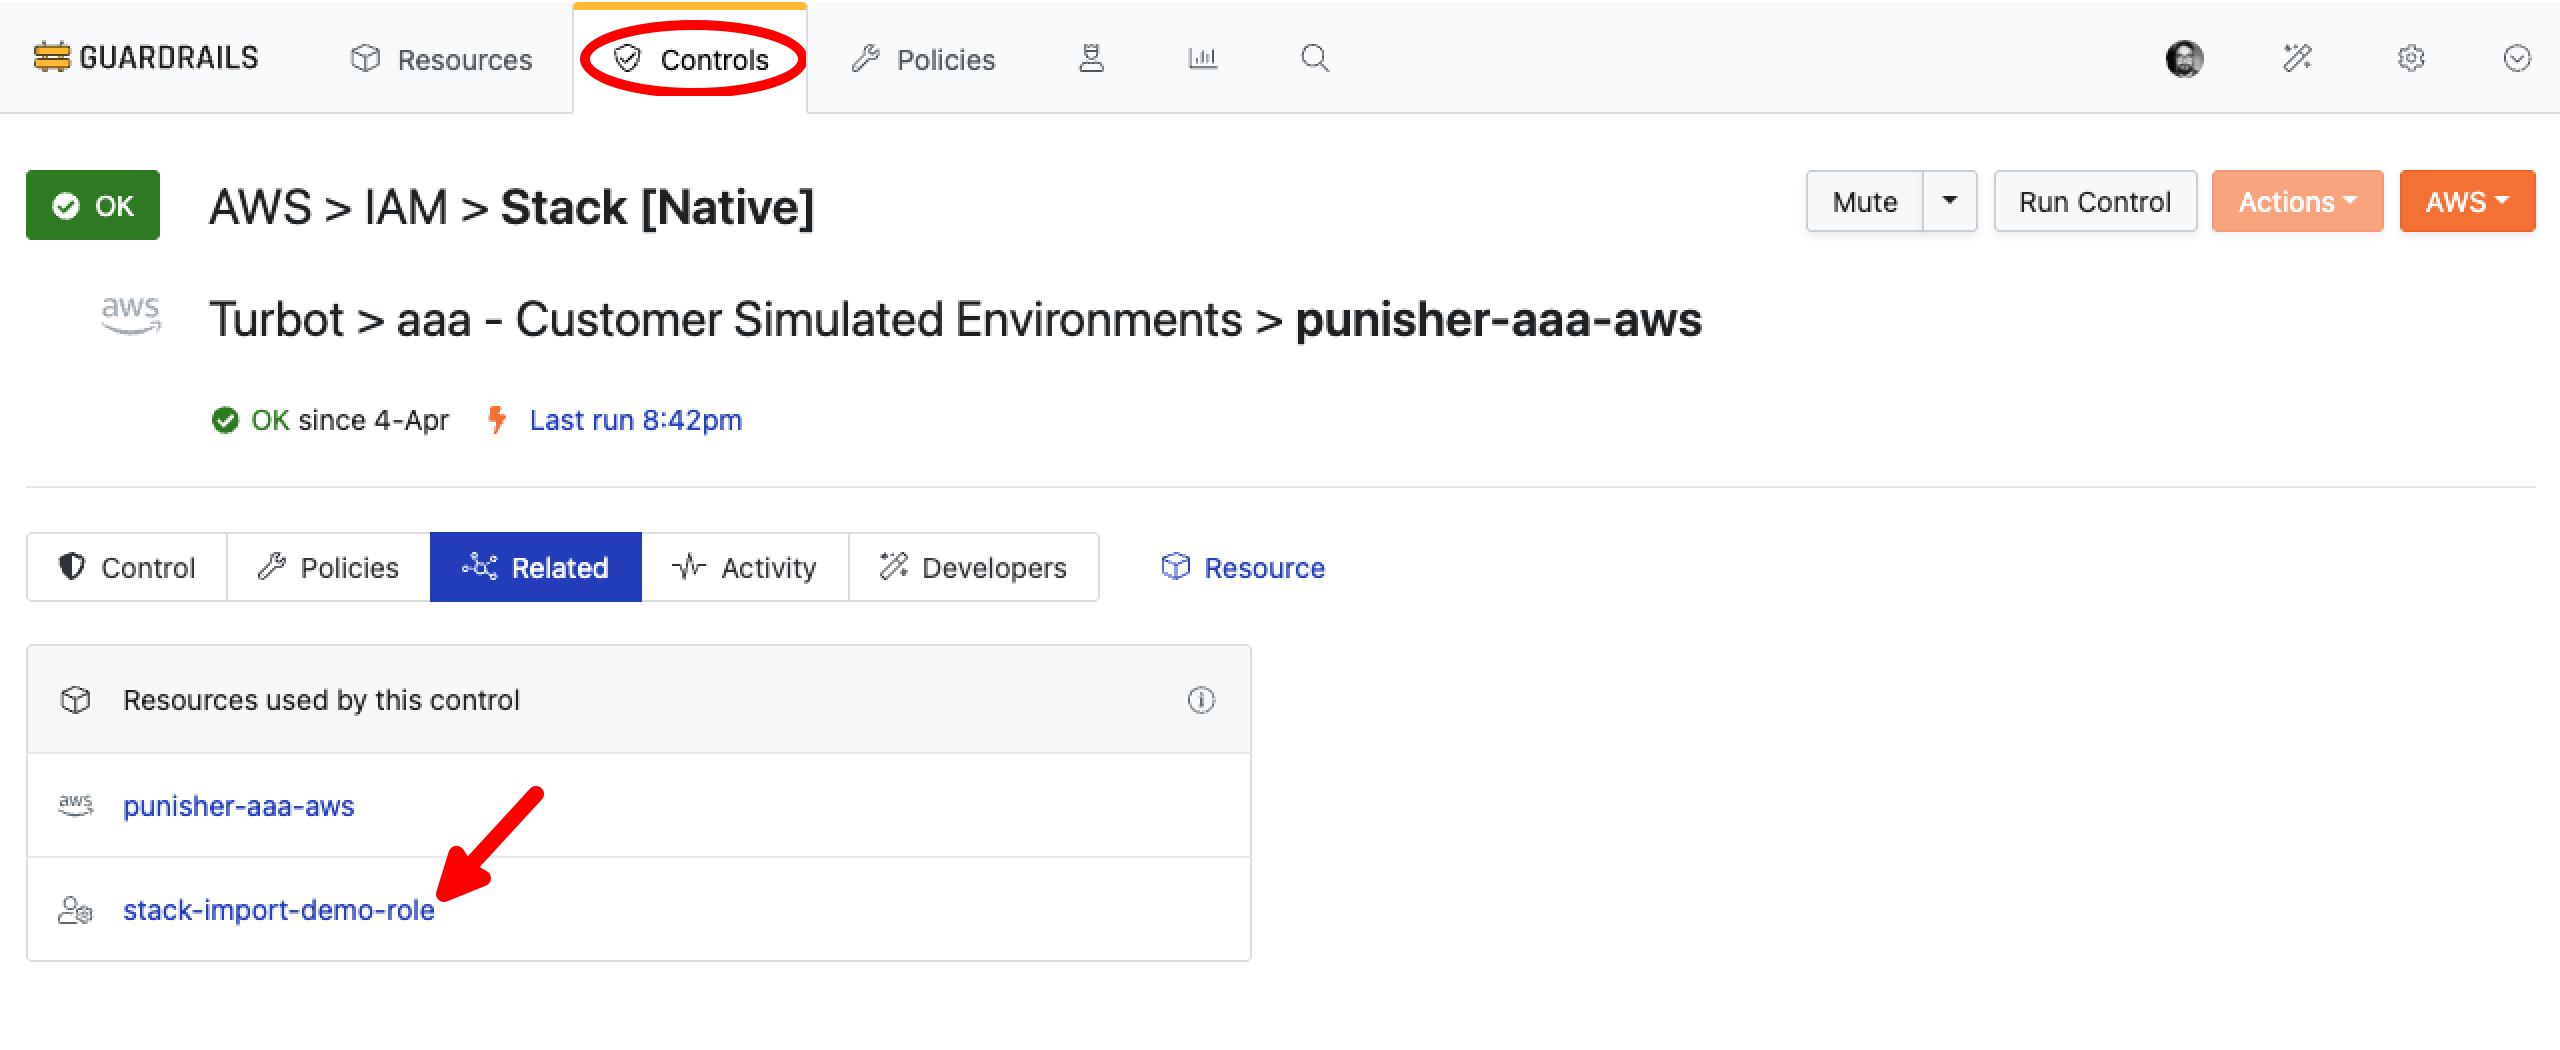 GUARDRAILS Resources Controls Policies
OK AWS > IAM > Stack [Native] Mute Run Control Actions AWS
aws Turbot > aaa - Customer Simulated Environments > punisher-aaa-aws
OK since 4-Apr Last run 8:42pm
Control Policies Related Activity Developers Resource
Resources used by this control
aws punisher-aaa-aws
stack-import-demo-role